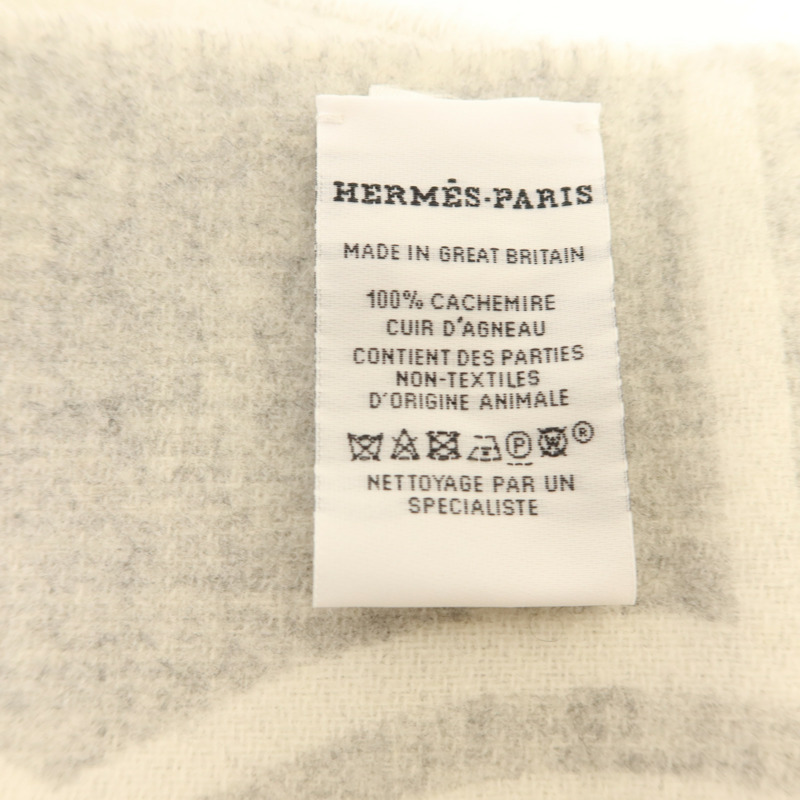 HERMÈS-PARIS
MADE IN GREAT BRITAIN
100% CACHEMIRE
CUIR D'AGNEAU
CONTIENT DES PARTIES
NON-TEXTILES
D'ORIGINE ANIMALE
P W ®
NETTOYAGE PAR UN
SPECIALISTE